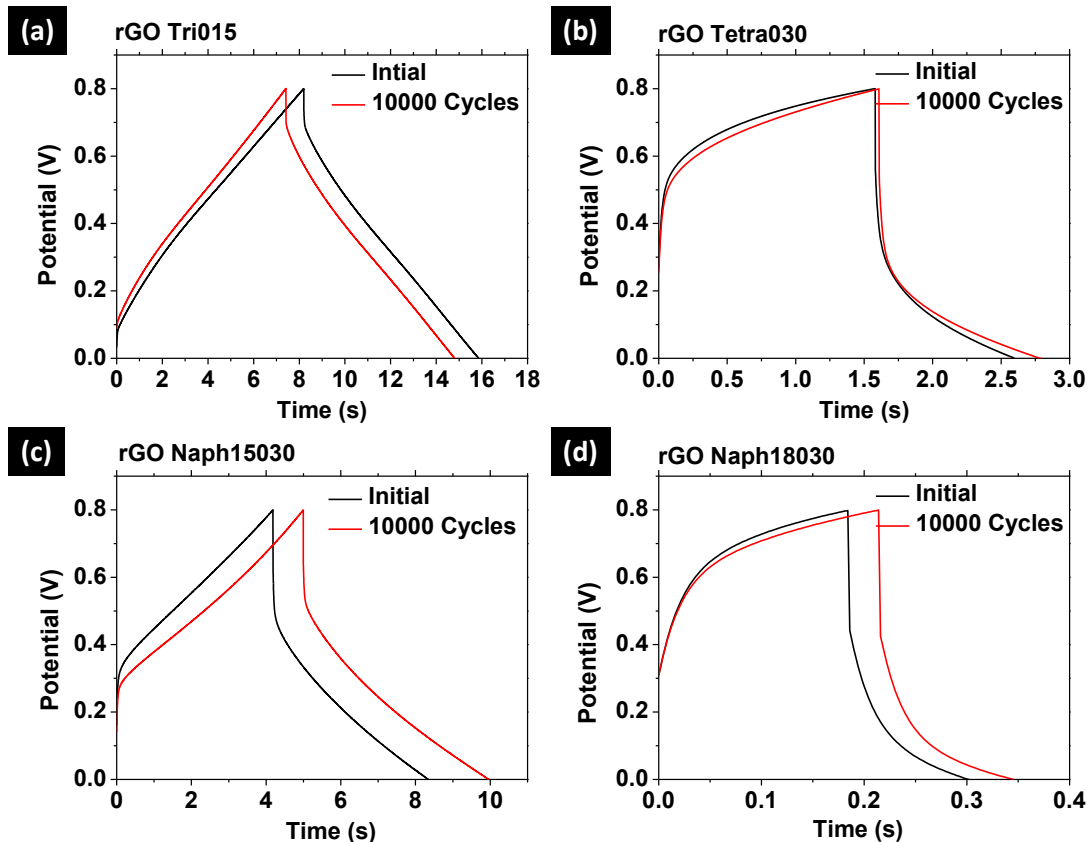 (a)
rGO Tri015
Intial
10000 Cycles
Potential (V)
0.8
0.6
0.4
0.2
0.0
0 2 4 6 8 10 12 14 16 18
Time (s)
(b)
rGO Tetra030
Initial
10000 Cycles
Potential (V)
0.8
0.6
0.4
0.2
0.0
0.0 0.5 1.0 1.5 2.0 2.5 3.0
Time (s)
(c)
rGO Naph15030
Initial
10000 Cycles
Potential (V)
0.8
0.6
0.4
0.2
0.0
0 2 4 6 8 10
Time (s)
(d)
rGO Naph18030
Initial
10000 Cycles
Potential (V)
0.8
0.6
0.4
0.2
0.0
0.0 0.1 0.2 0.3 0.4
Time (s)